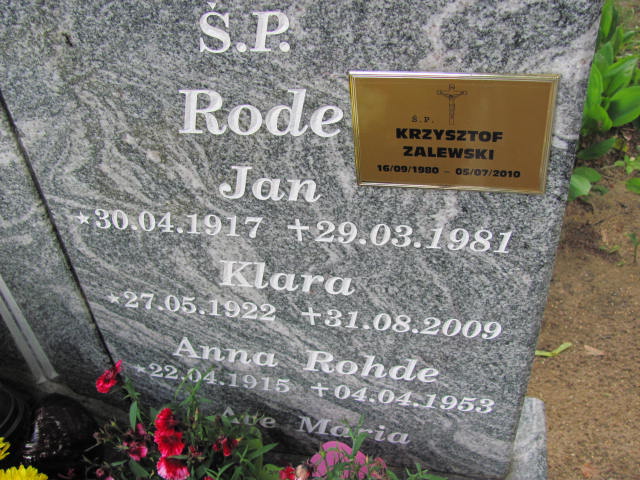 Ś.P.
Rode
Jan
*30.04.1917 +29.03.1981
Klara
*27.05.1922 +31.08.2009
Anna Rohde
*22.04.1915 +04.04.1953
Ave Maria
Ś.P.
KRZYSZTOF
ZALEWSKI
16/09/1980 - 05/07/2010